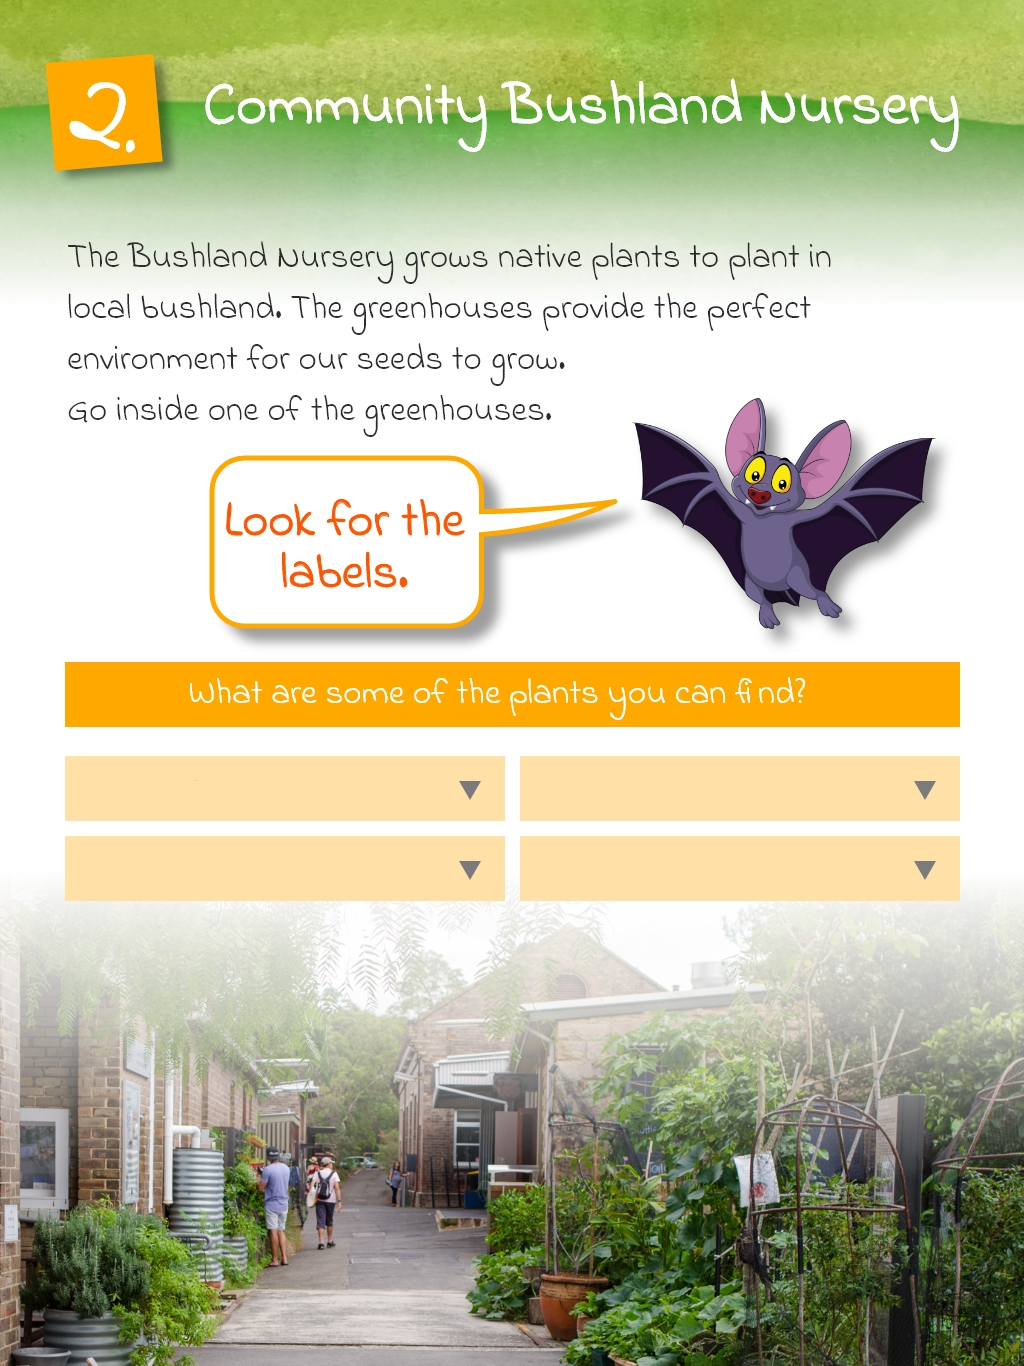 2.
Community Bushland Nursery
The Bushland Nursery grows native plants to plant in
local bushland. The greenhouses provide the perfect
environment for our seeds to grow.
Go inside one of the greenhouses.
Look for the
labels.
What are some of the plants you can find?